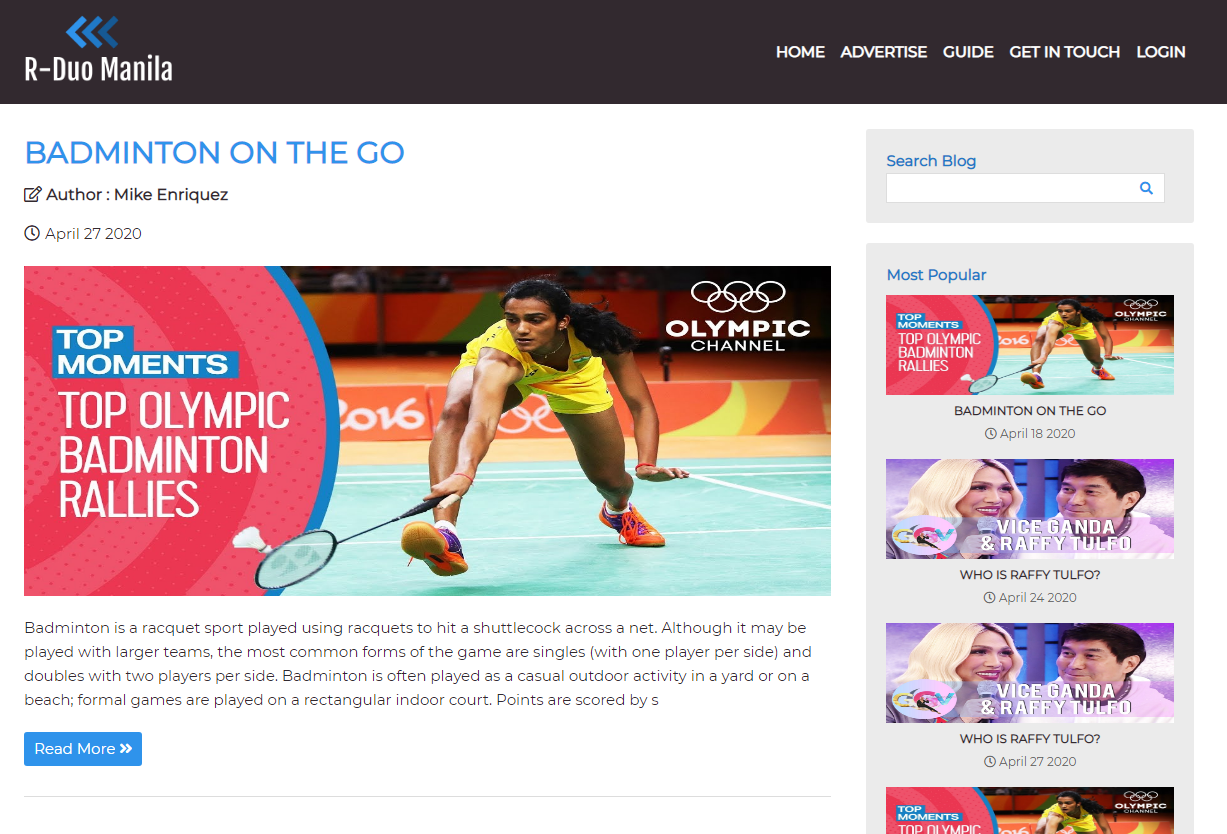 R-Duo Manila
HOME ADVERTISE GUIDE GET IN TOUCH LOGIN
BADMINTON ON THE GO
Author : Mike Enriquez
April 27 2020
TOP
MOMENTS
TOP OLYMPIC
BADMINTON
RALLIES
OLYMPIC
CHANNEL
2016
Badminton is a racquet sport played using racquets to hit a shuttlecock across a net. Although it may be
played with larger teams, the most common forms of the game are singles (with one player per side) and
doubles with two players per side. Badminton is often played as a casual outdoor activity in a yard or on a
beach; formal games are played on a rectangular indoor court. Points are scored by s
Read More
Search Blog
Most Popular
TOP
MOMENTS
TOP OLYMPIC
BADMINTON
RALLIES
OLYMPIC
CHANNEL
2016
BADMINTON ON THE GO
April 18 2020
GGV
VICE GANDA
& RAFFY TULFO
WHO IS RAFFY TULFO?
April 24 2020
GGV
VICE GANDA
& RAFFY TULFO
WHO IS RAFFY TULFO?
April 27 2020
TOP
MOMENTS
TOP OLYMPIC
OLYMPIC
CHANNEL